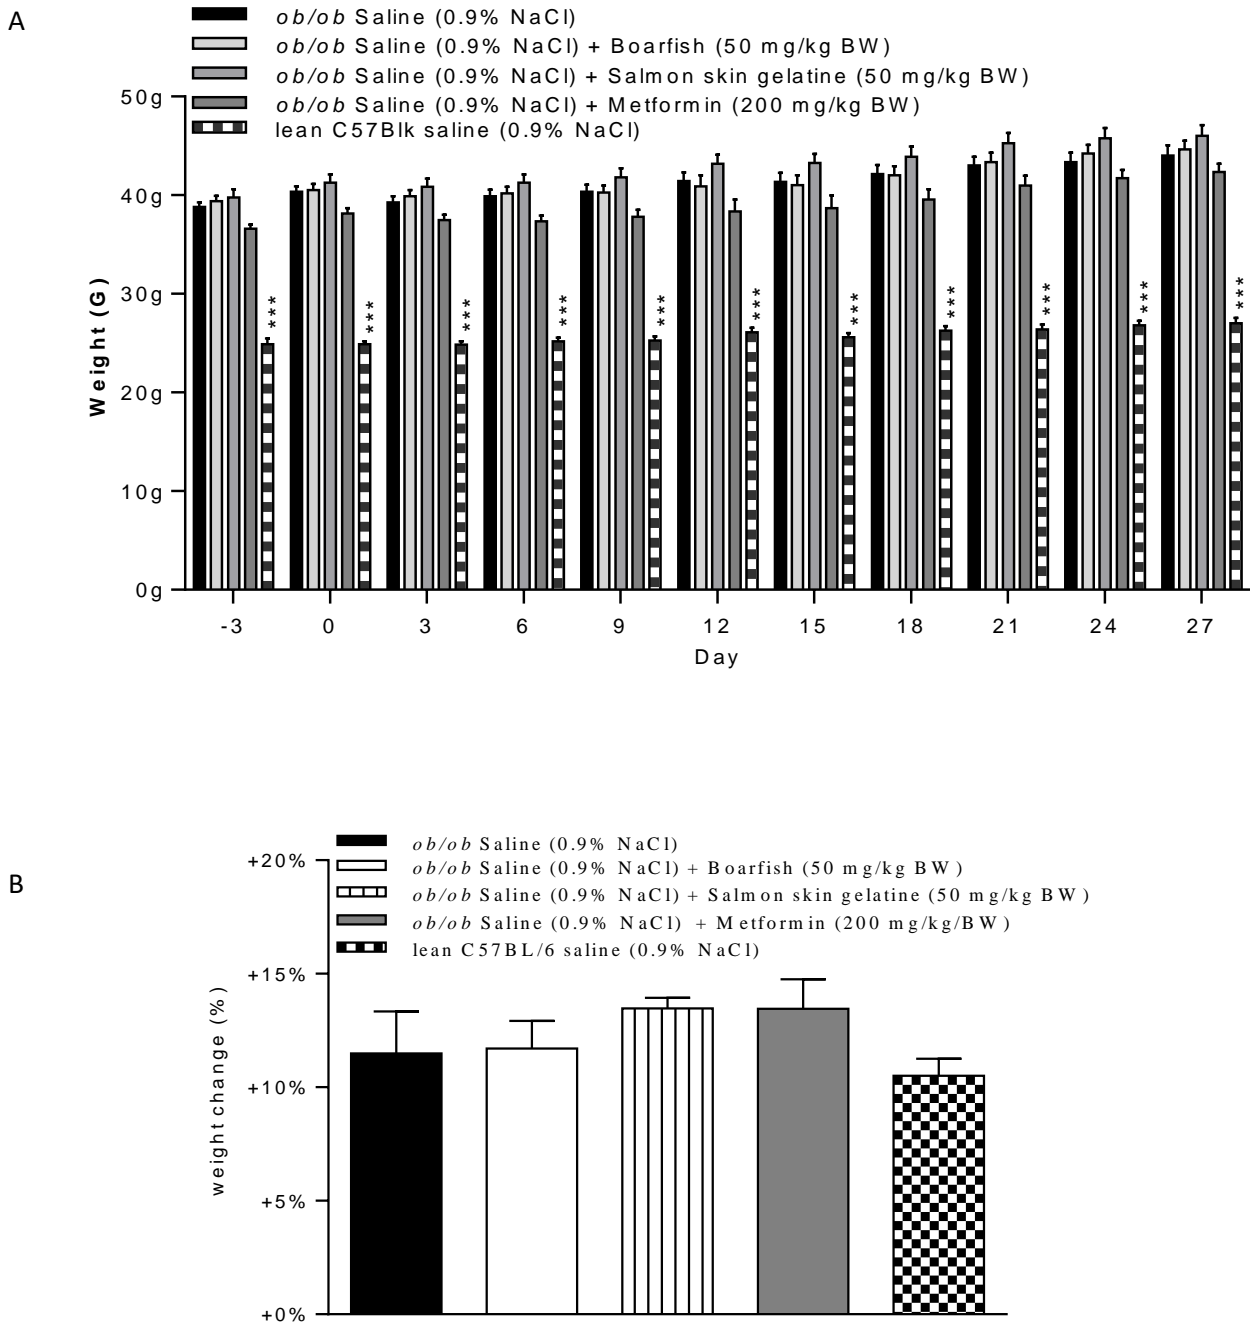 A
ob/ob Saline (0.9% NaCl)
ob/ob Saline (0.9% NaCl) + Boarfish (50 mg/kg BW)
ob/ob Saline (0.9% NaCl) + Salmon skin gelatine (50 mg/kg BW)
ob/ob Saline (0.9% NaCl) + Metformin (200 mg/kg BW)
lean C57Blk saline (0.9% NaCl)
50g
40g
30g
20g
10g
0g
Weight (G)
*** *** *** *** *** *** *** *** *** *** ***
-3 0 3 6 9 12 15 18 21 24 27
Day
B
ob/ob Saline (0.9% NaCl)
ob/ob Saline (0.9% NaCl) + Boarfish (50 mg/kg BW)
ob/ob Saline (0.9% NaCl) + Salmon skin gelatine (50 mg/kg BW)
ob/ob Saline (0.9% NaCl) + Metformin (200 mg/kg/BW)
lean C57BL/6 saline (0.9% NaCl)
+20%
+15%
+10%
+5%
+0%
weight change (%)